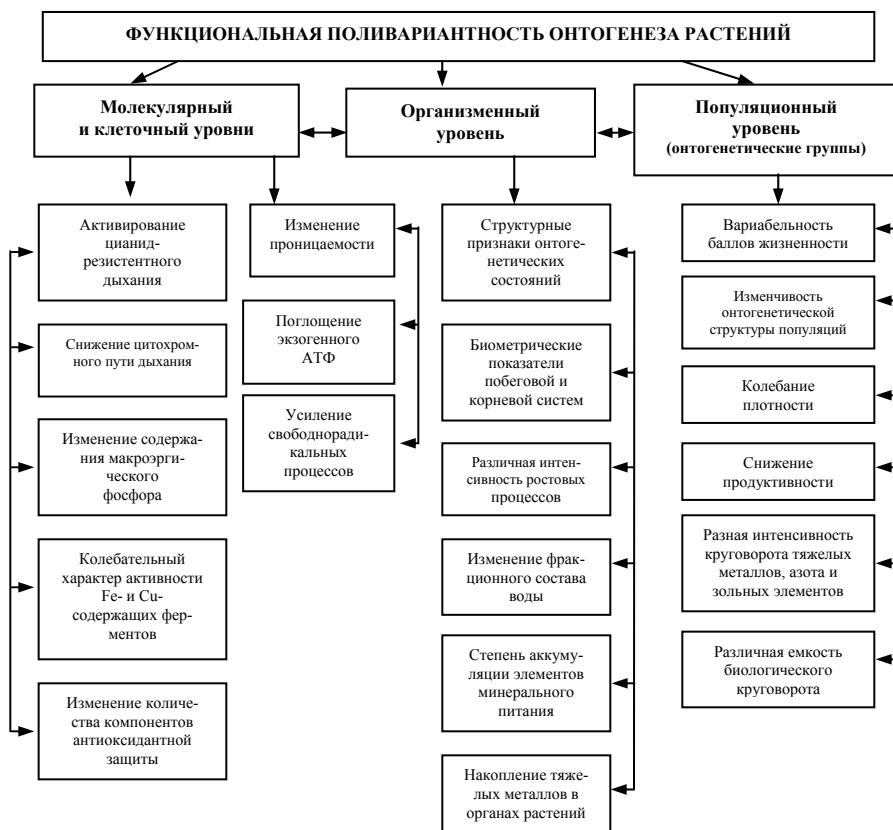 ФУНКЦИОНАЛЬНАЯ ПОЛИВАРИАНТНОСТЬ ОНТОГЕНЕЗА РАСТЕНИЙ
Молекулярный
и клеточный уровни
Организменный
уровень
Популяционный
уровень
(онтогенетические группы)
Активирование
цианид-
резистентного
дыхания
Снижение цитохром-
ного пути дыхания
Изменение содержа-
ния макроэрги-
ческого
фосфора
Колебательный
характер активности
Fe- и Cu-
содержащих фер-
ментов
Изменение количе-
ства компонентов
антиоксидантной
защиты
Изменение
проницаемости
Поглощение
экзогенного
АТФ
Усиление
свободноради-
кальных
процессов
Структурные
признаки онтоге-
нетических
состояний
Биометрические
показатели
побеговой и
корневой систем
Различная интен-
сивность ростовых
процессов
Изменение фрак-
ционного состава
воды
Степень аккуму-
ляции элементов
минерального
питания
Накопление тяже-
лых металлов в
органах растений
Вариабельность
баллов жизненности
Изменчивость
онтогенетической
структуры популяций
Колебание
плотности
Снижение
продуктивности
Разная интенсивность
круговорота тяжелых
металлов, азота и
зольных элементов
Различная емкость
биологического
круговорота